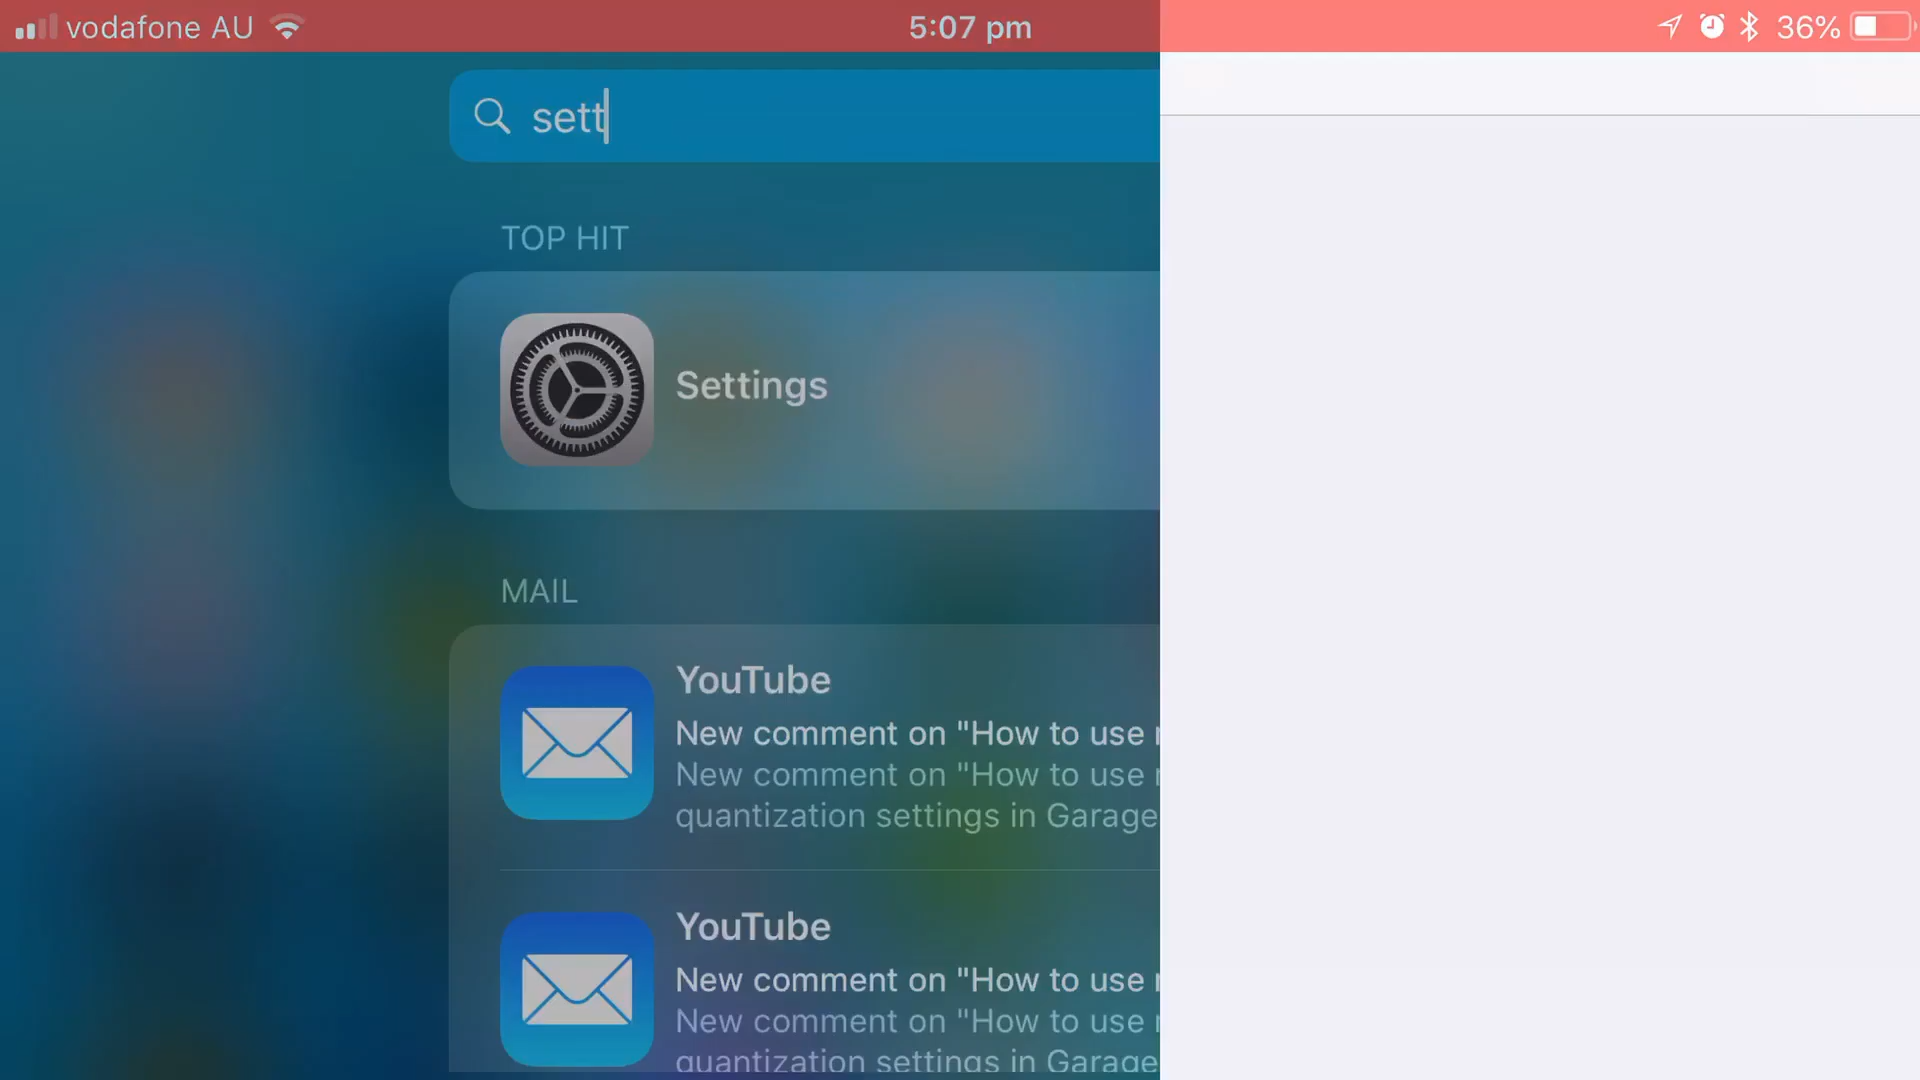 vodafone AU
5:07 pm
36%
sett
TOP HIT
Settings
MAIL
YouTube
New comment on "How to use
New comment on "How to use
quantization settings in Garage
YouTube
New comment on "How to use
New comment on "How to use
quantization settings in Garage